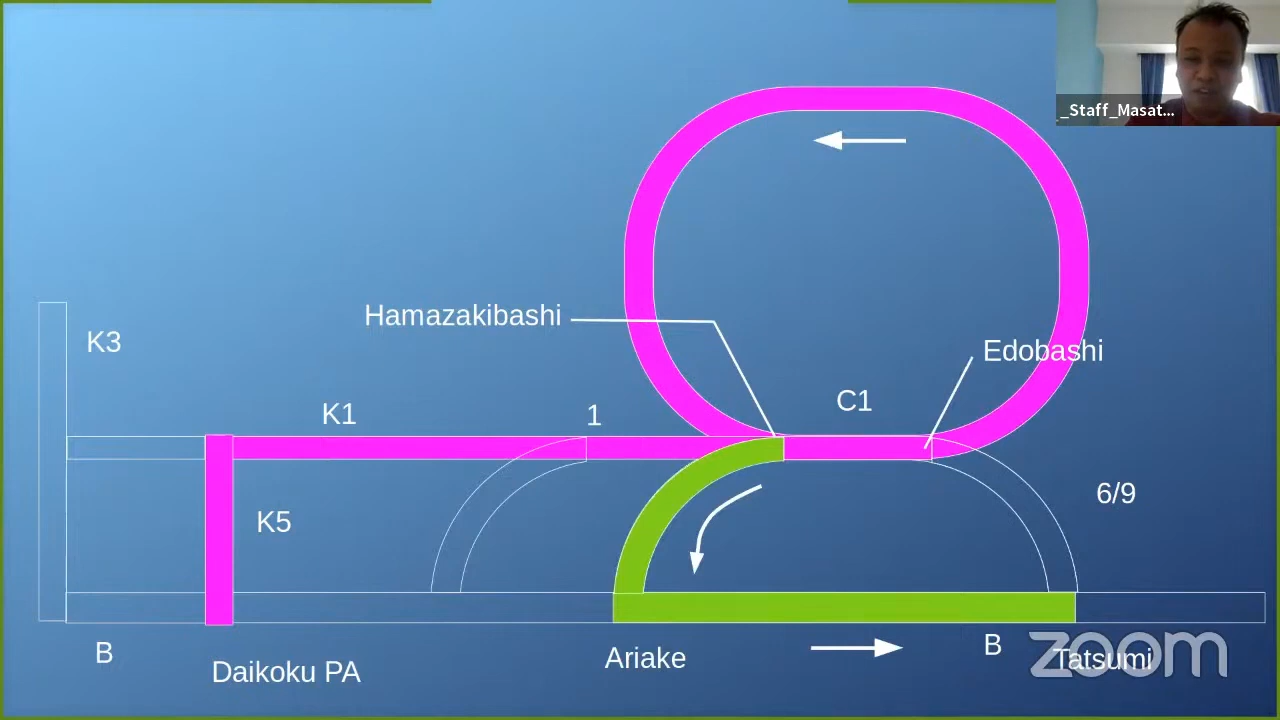 _Staff_Masat...
Hamazakibashi
K3
Edobashi
K1
1
C1
6/9
K5
B
Daikoku PA
Ariake
B
Tatsumi
zoom